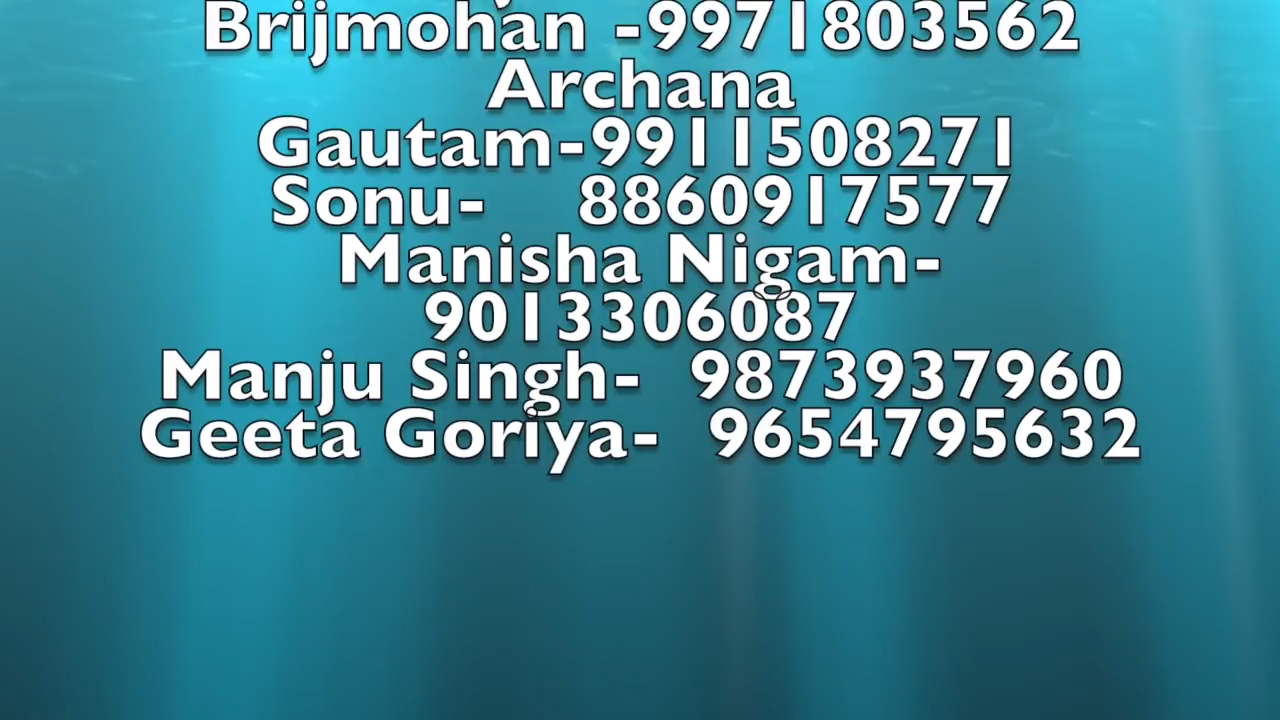 Brijmohan -9971803562
Archana
Gautam-9911508271
Sonu- 8860917577
Manisha Nigam-
9013306087
Manju Singh- 9873937960
Geeta Goriya- 9654795632